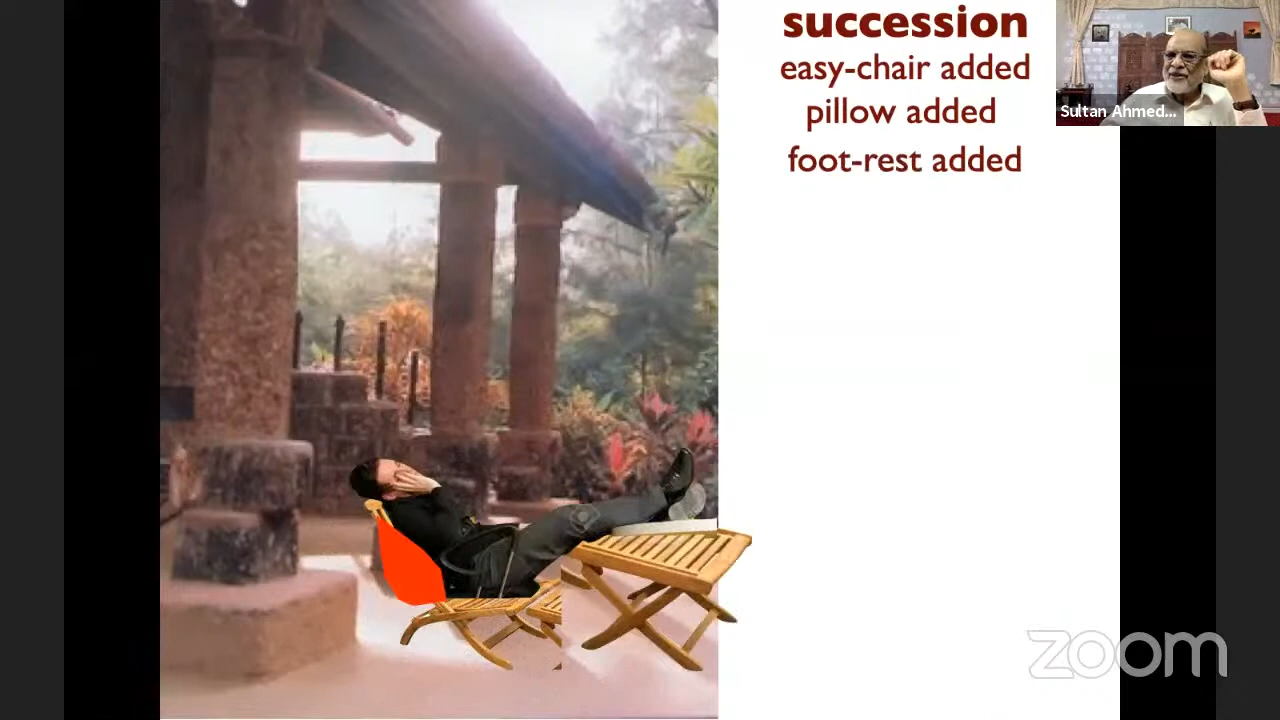 succession
easy-chair added
pillow added
foot-rest added
Sultan Ahmed...
zoom